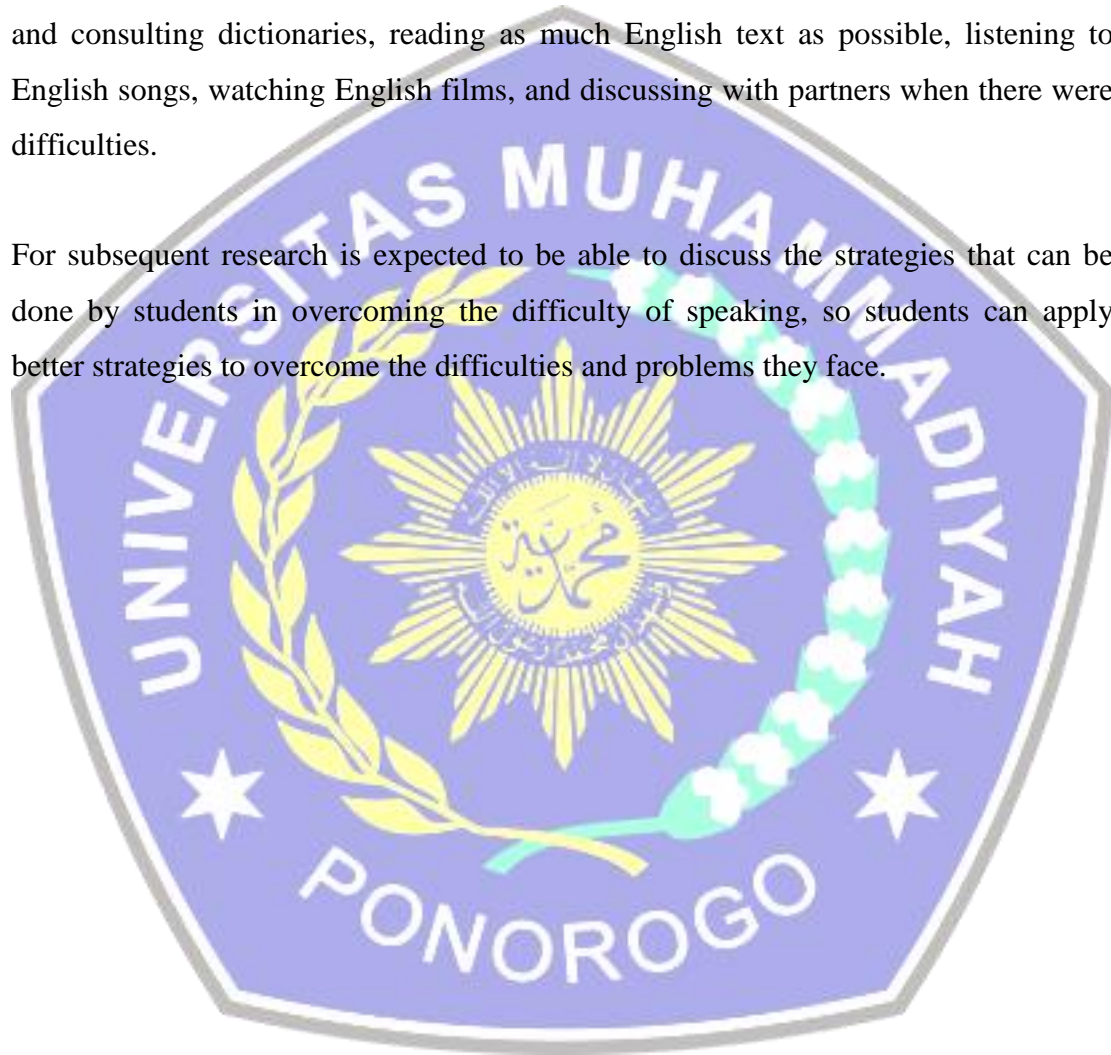 and consulting dictionaries, reading as much English text as possible, listening to
English songs, watching English films, and discussing with partners when there were
difficulties.
UNIVERSITAS MUHAMMADIYAH
For subsequent research is expected to be able to discuss the strategies that can be
done by students in overcoming the difficulty of speaking, so students can apply
better strategies to overcome the difficulties and problems they face.
محمدية
PONOROGO